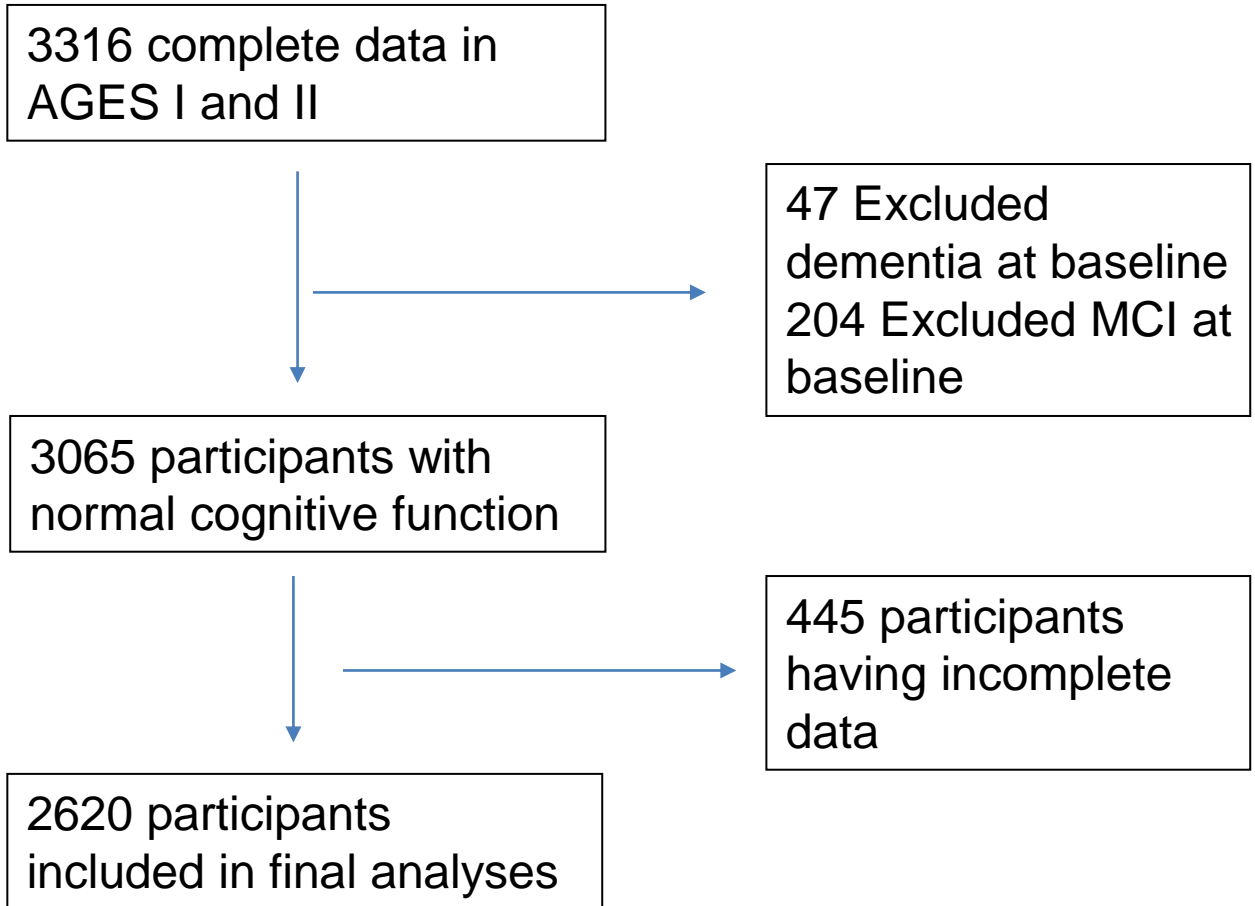 3316 complete data in
AGES I and II
47 Excluded
dementia at baseline
204 Excluded MCI at
baseline
3065 participants with
normal cognitive function
445 participants
having incomplete
data
2620 participants
included in final analyses